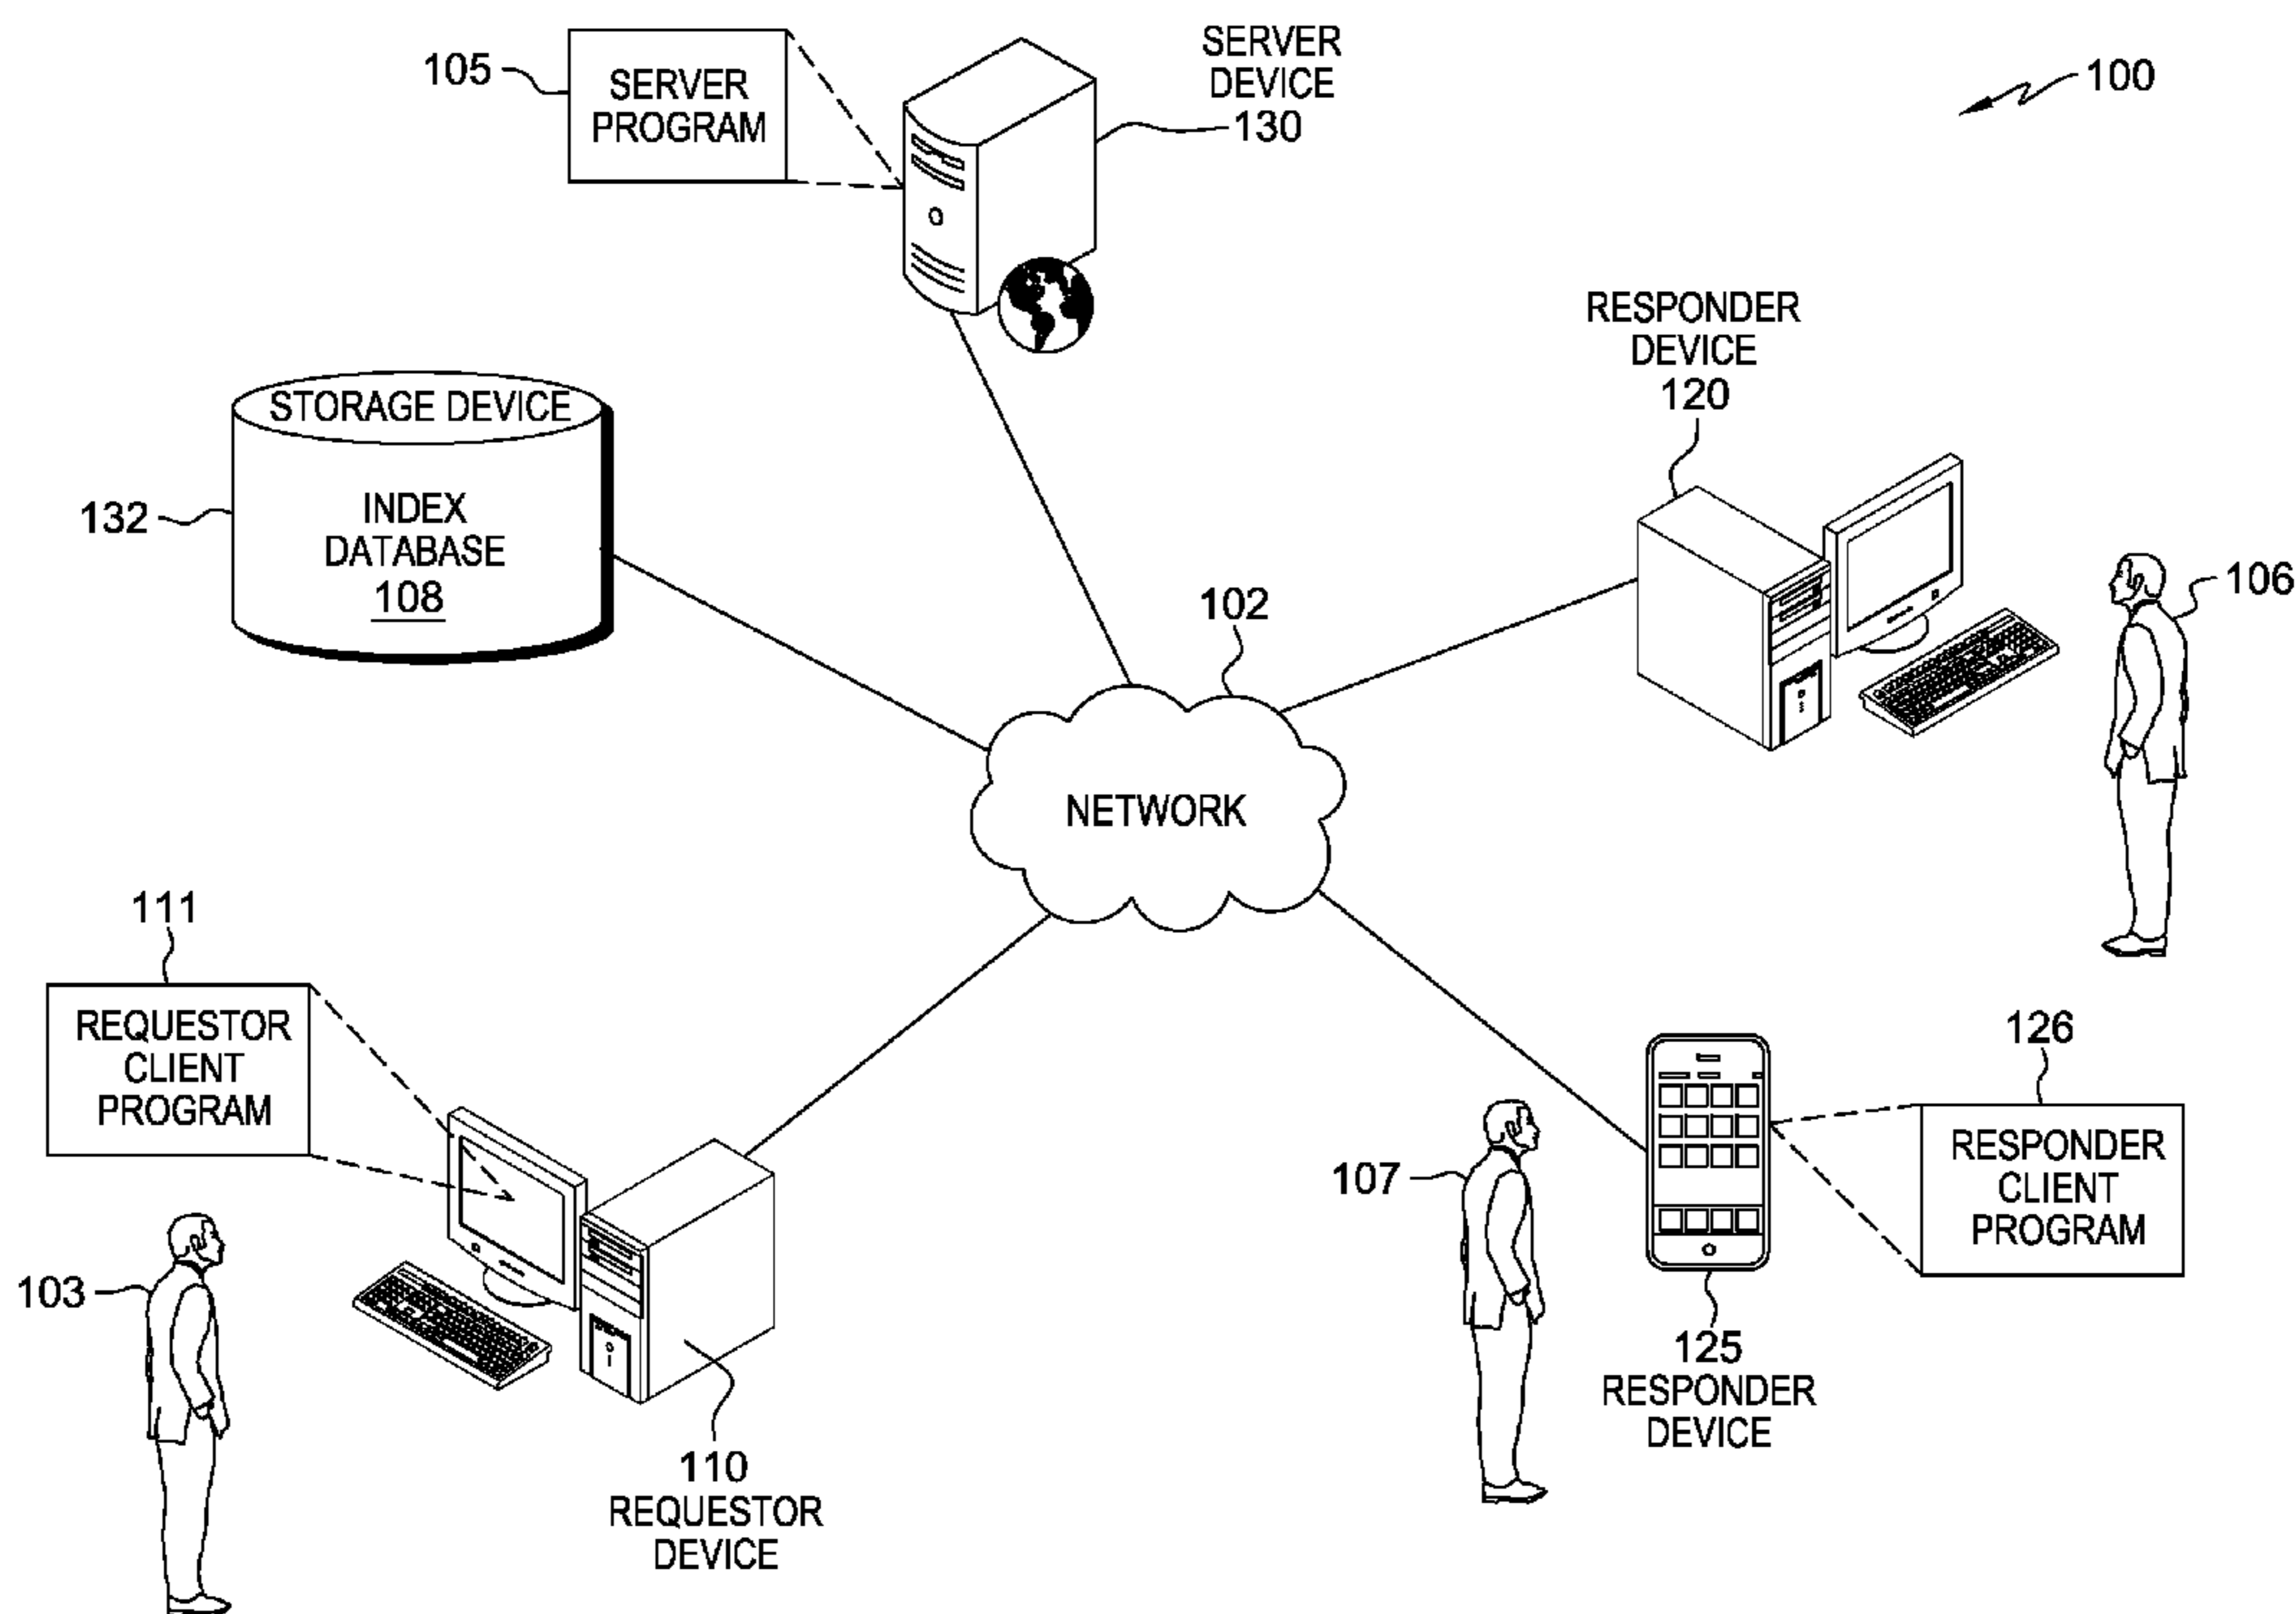 105
SERVER
PROGRAM
SERVER
DEVICE
130
100
RESPONDER
DEVICE
120
STORAGE DEVICE
132
INDEX
DATABASE
108
102
106
NETWORK
111
REQUESTOR
CLIENT
PROGRAM
126
RESPONDER
CLIENT
PROGRAM
107
103
125
RESPONDER
DEVICE
110
REQUESTOR
DEVICE